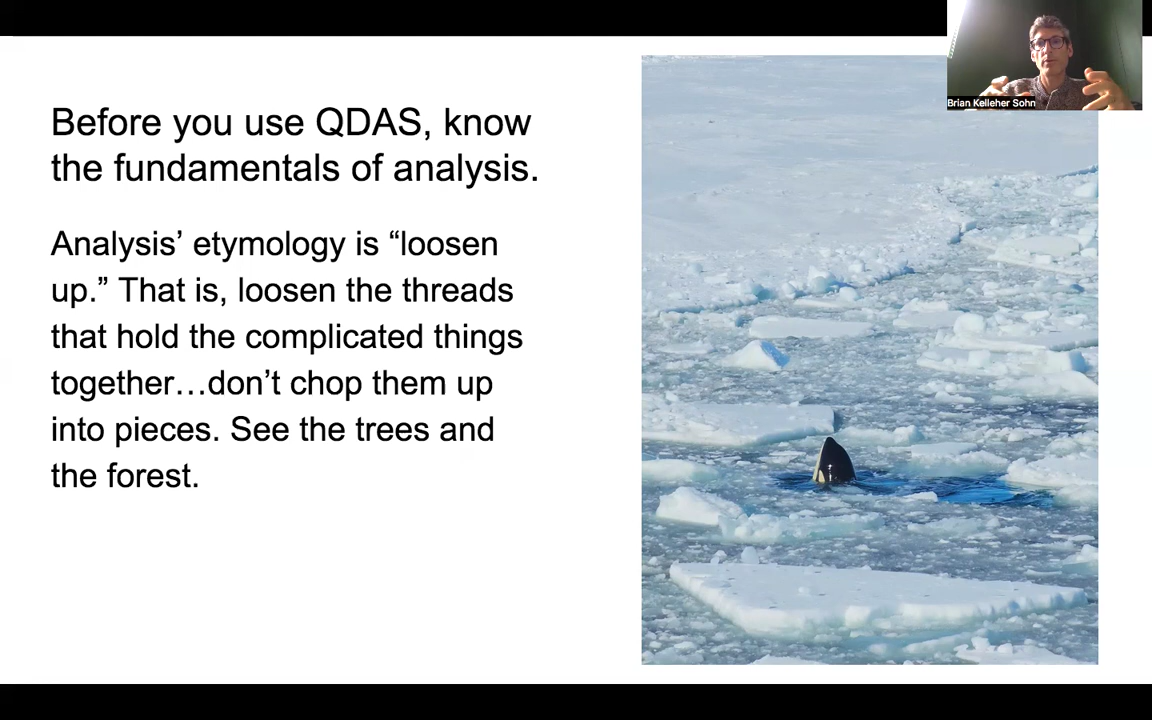 Brian Kelleher Sohn
Before you use QDAS, know
the fundamentals of analysis.
Analysis’ etymology is “loosen
up.” That is, loosen the threads
that hold the complicated things
together…don’t chop them up
into pieces. See the trees and
the forest.